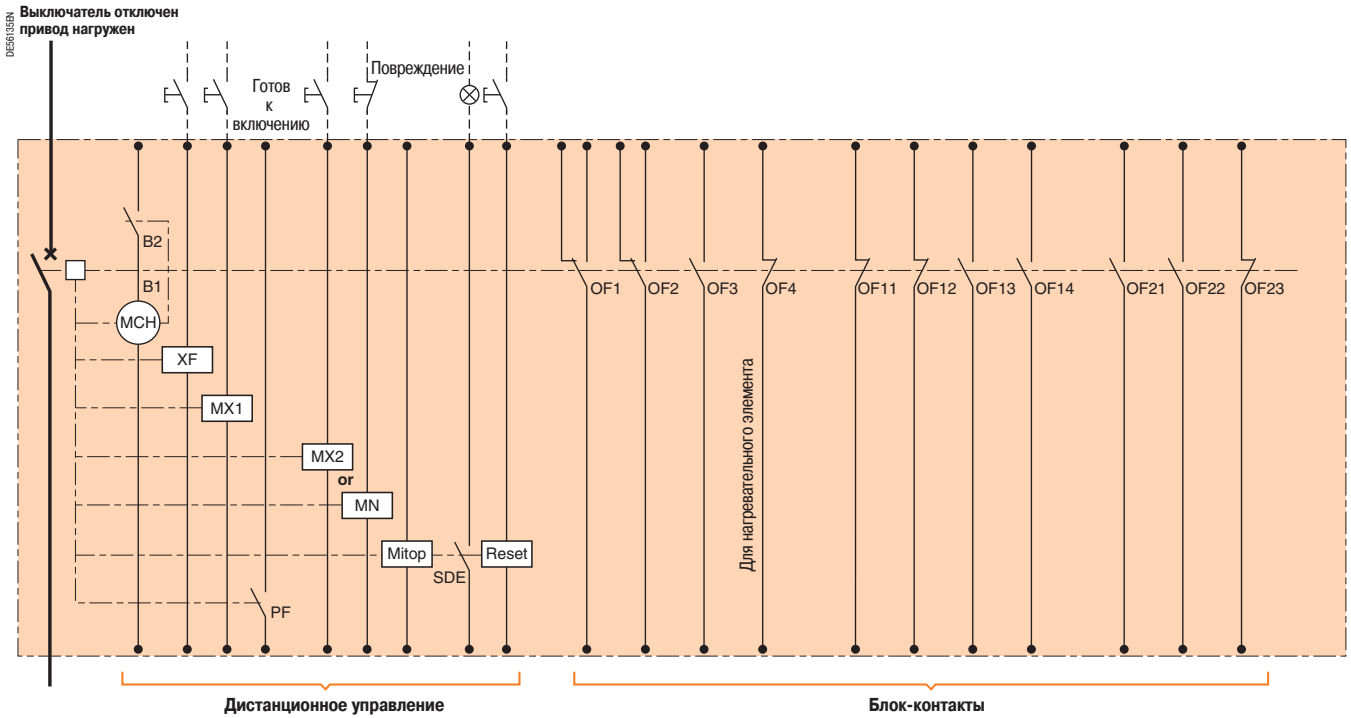 DE56135EN
Выключатель отключен
привод нагружен
Повреждение
Готов
к
включению
B2
B1
MCH
OF1 OF2 OF3 OF4 OF11 OF12 OF13 OF14 OF21 OF22 OF23
XF
MX1
MX2
or
MN
Mitop
SDE
Reset
PF
Для нагревательного элемента
Дистанционное управление
Блок-контакты